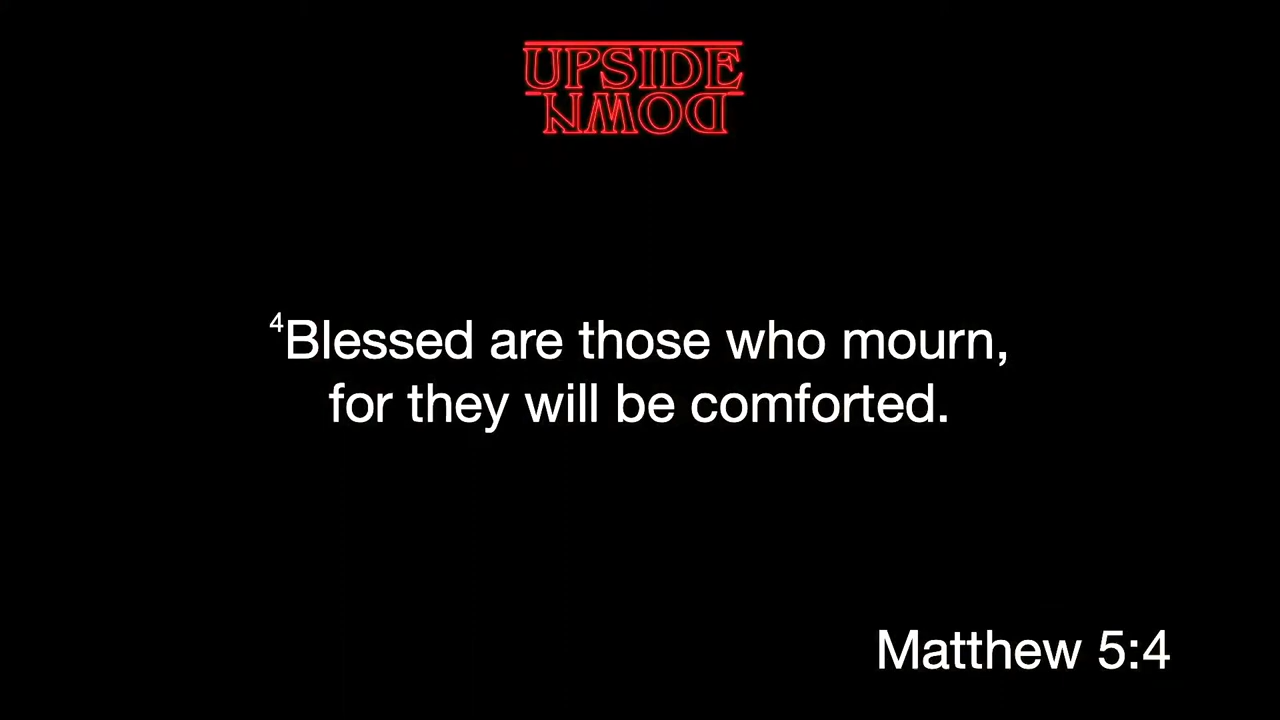 UPSIDE
DOWN
⁴Blessed are those who mourn,
for they will be comforted.
Matthew 5:4